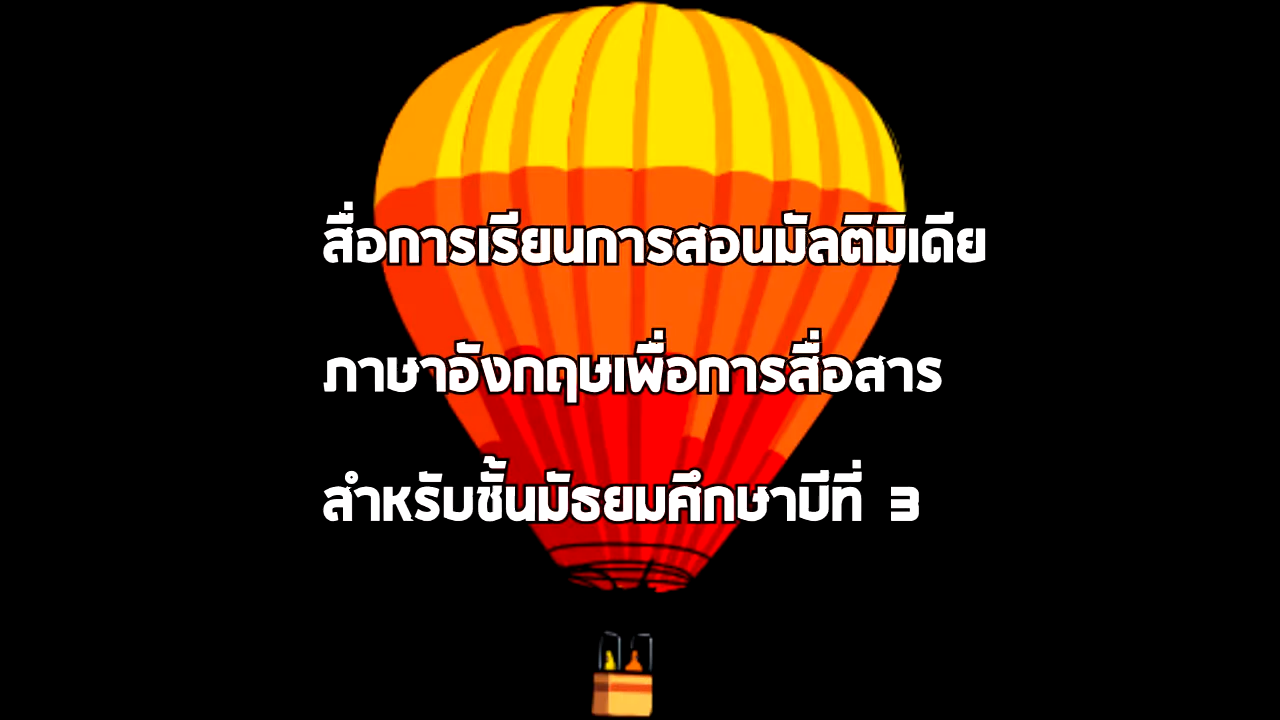 สื่อการเรียนการสอนมัลติมิเดีย
ภาษาอังกฤษเพื่อการสื่อสาร
สำหรับชั้นมัธยมศึกษาปีที่ 3